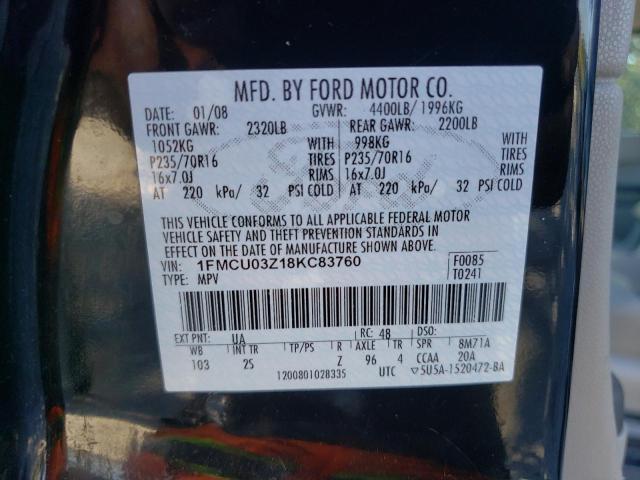 MFD. BY FORD MOTOR CO.
DATE: 01/08 GVWR: 4400LB/1996KG
FRONT GAWR: 2320LB REAR GAWR: 2200LB
1052KG WITH 998KG WITH
P235/70R16 TIRES P235/70R16 TIRES
16x7.0J RIMS 16x7.0J RIMS
AT 220 kPa/ 32 PSI COLD AT 220 kPa/ 32 PSI COLD
Ford
THIS VEHICLE CONFORMS TO ALL APPLICABLE FEDERAL MOTOR
VEHICLE SAFETY AND THEFT PREVENTION STANDARDS IN
EFFECT ON THE DATE OF MANUFACTURE SHOWN ABOVE.
VIN: 1FMCU03Z18KC83760 F0085
TYPE: MPV T0241
EXT PNT: UA RC: 48 DSO:
WB INT TR TP/PS R AXLE TR SPR 8M71A
103 2S Z 96 4 CCAA 20A
1200801028335 UTC ▽5U5A-1520472-BA